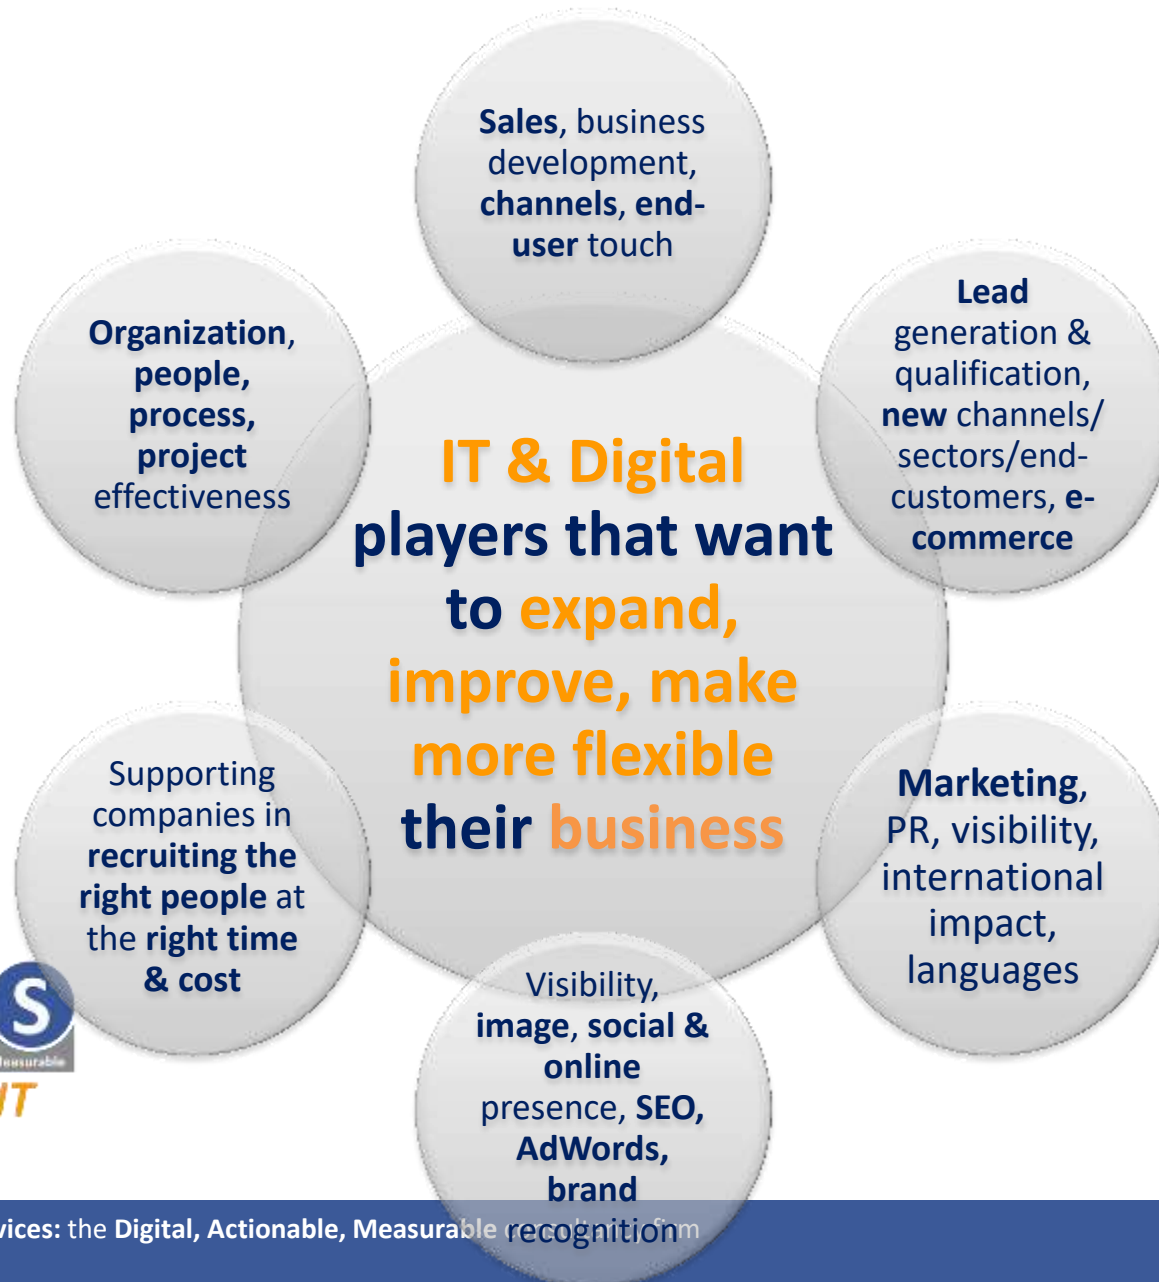 Sales, business
development,
channels, end-
user touch
Lead
generation &
qualification,
new channels/
sectors/end-
customers, e-
commerce
Organization,
people,
process,
project
effectiveness
IT & Digital
players that want
to expand,
improve, make
more flexible
their business
Supporting
companies in
recruiting the
right people at
the right time
& cost
Marketing,
PR, visibility,
international
impact,
languages
Visibility,
image, social &
online
presence, SEO,
AdWords,
brand
recognition
S
Measurable
IT
vices: the Digital, Actionable, Measurable consultancy firm